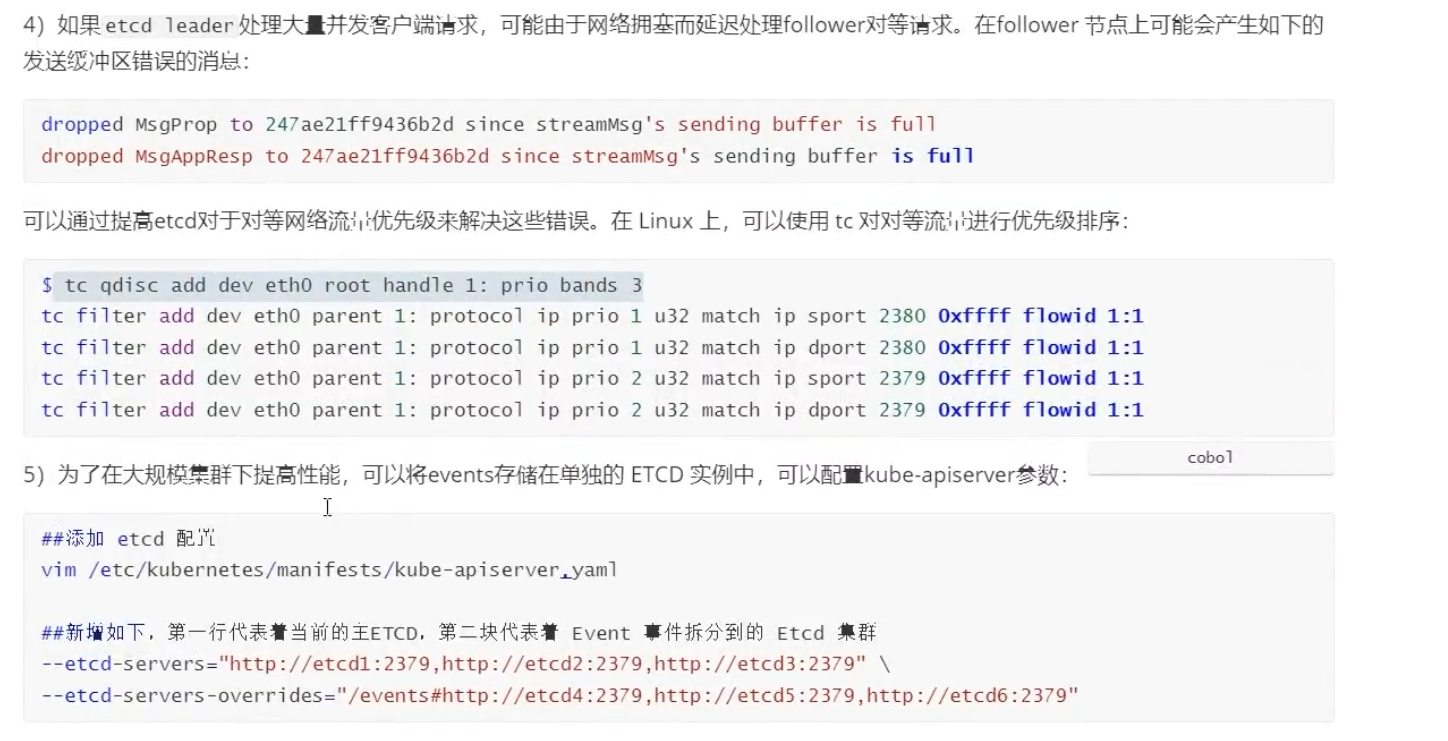 4）如果 etcd leader 处理大量并发客户端请求，可能由于网络拥塞而延迟处理follower对等请求。在follower 节点上可能会产生如下的
发送缓冲区错误的消息：
dropped MsgProp to 247ae21ff9436b2d since streamMsg's sending buffer is full
dropped MsgAppResp to 247ae21ff9436b2d since streamMsg's sending buffer is full
可以通过提高etcd对于对等网络流量优先级来解决这些错误。在 Linux 上，可以使用 tc 对对等流量进行优先级排序：
$ tc qdisc add dev eth0 root handle 1: prio bands 3
tc filter add dev eth0 parent 1: protocol ip prio 1 u32 match ip sport 2380 0xffff flowid 1:1
tc filter add dev eth0 parent 1: protocol ip prio 1 u32 match ip dport 2380 0xffff flowid 1:1
tc filter add dev eth0 parent 1: protocol ip prio 2 u32 match ip sport 2379 0xffff flowid 1:1
tc filter add dev eth0 parent 1: protocol ip prio 2 u32 match ip dport 2379 0xffff flowid 1:1
cobol
5）为了在大规模集群下提高性能，可以将events存储在单独的 ETCD 实例中，可以配置kube-apiserver参数：
##添加 etcd 配置
vim /etc/kubernetes/manifests/kube-apiserver.yaml
##新增如下，第一行代表着当前的主ETCD，第二块代表着 Event 事件拆分到的 Etcd 集群
--etcd-servers="http://etcd1:2379,http://etcd2:2379,http://etcd3:2379" \
--etcd-servers-overrides="/events#http://etcd4:2379,http://etcd5:2379,http://etcd6:2379"